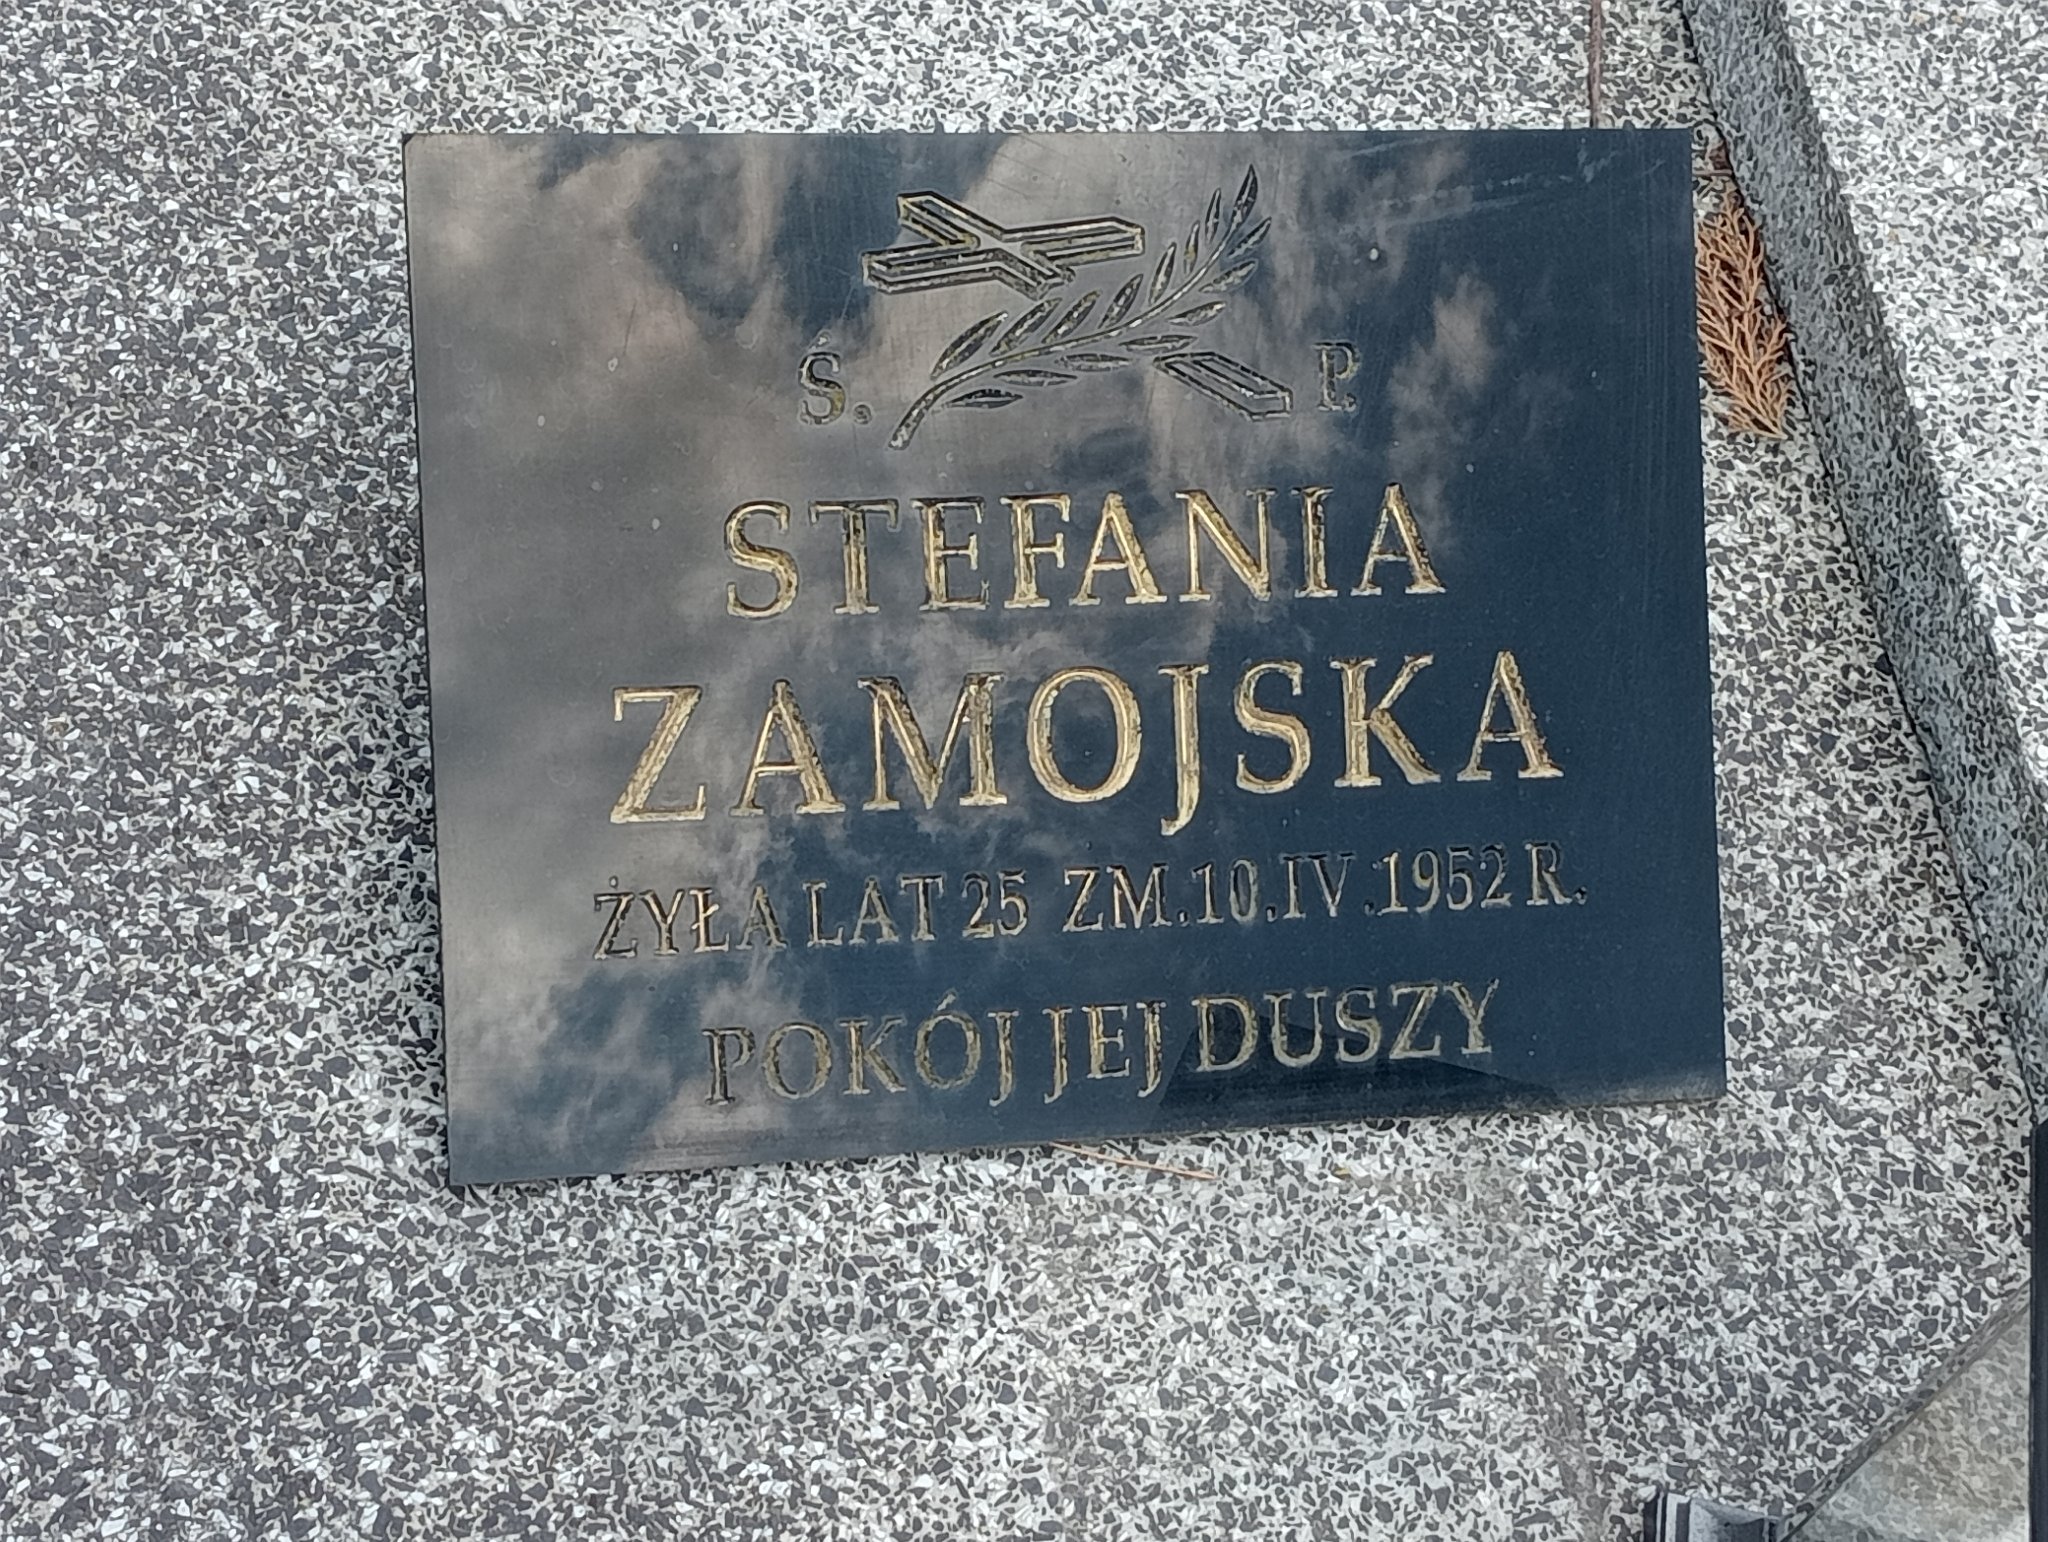 Ś. P.
STEFANIA
ZAMOJSKA
ŻYŁA LAT 25 ZM.10.IV.1952 R.
POKÓJ JEJ DUSZY